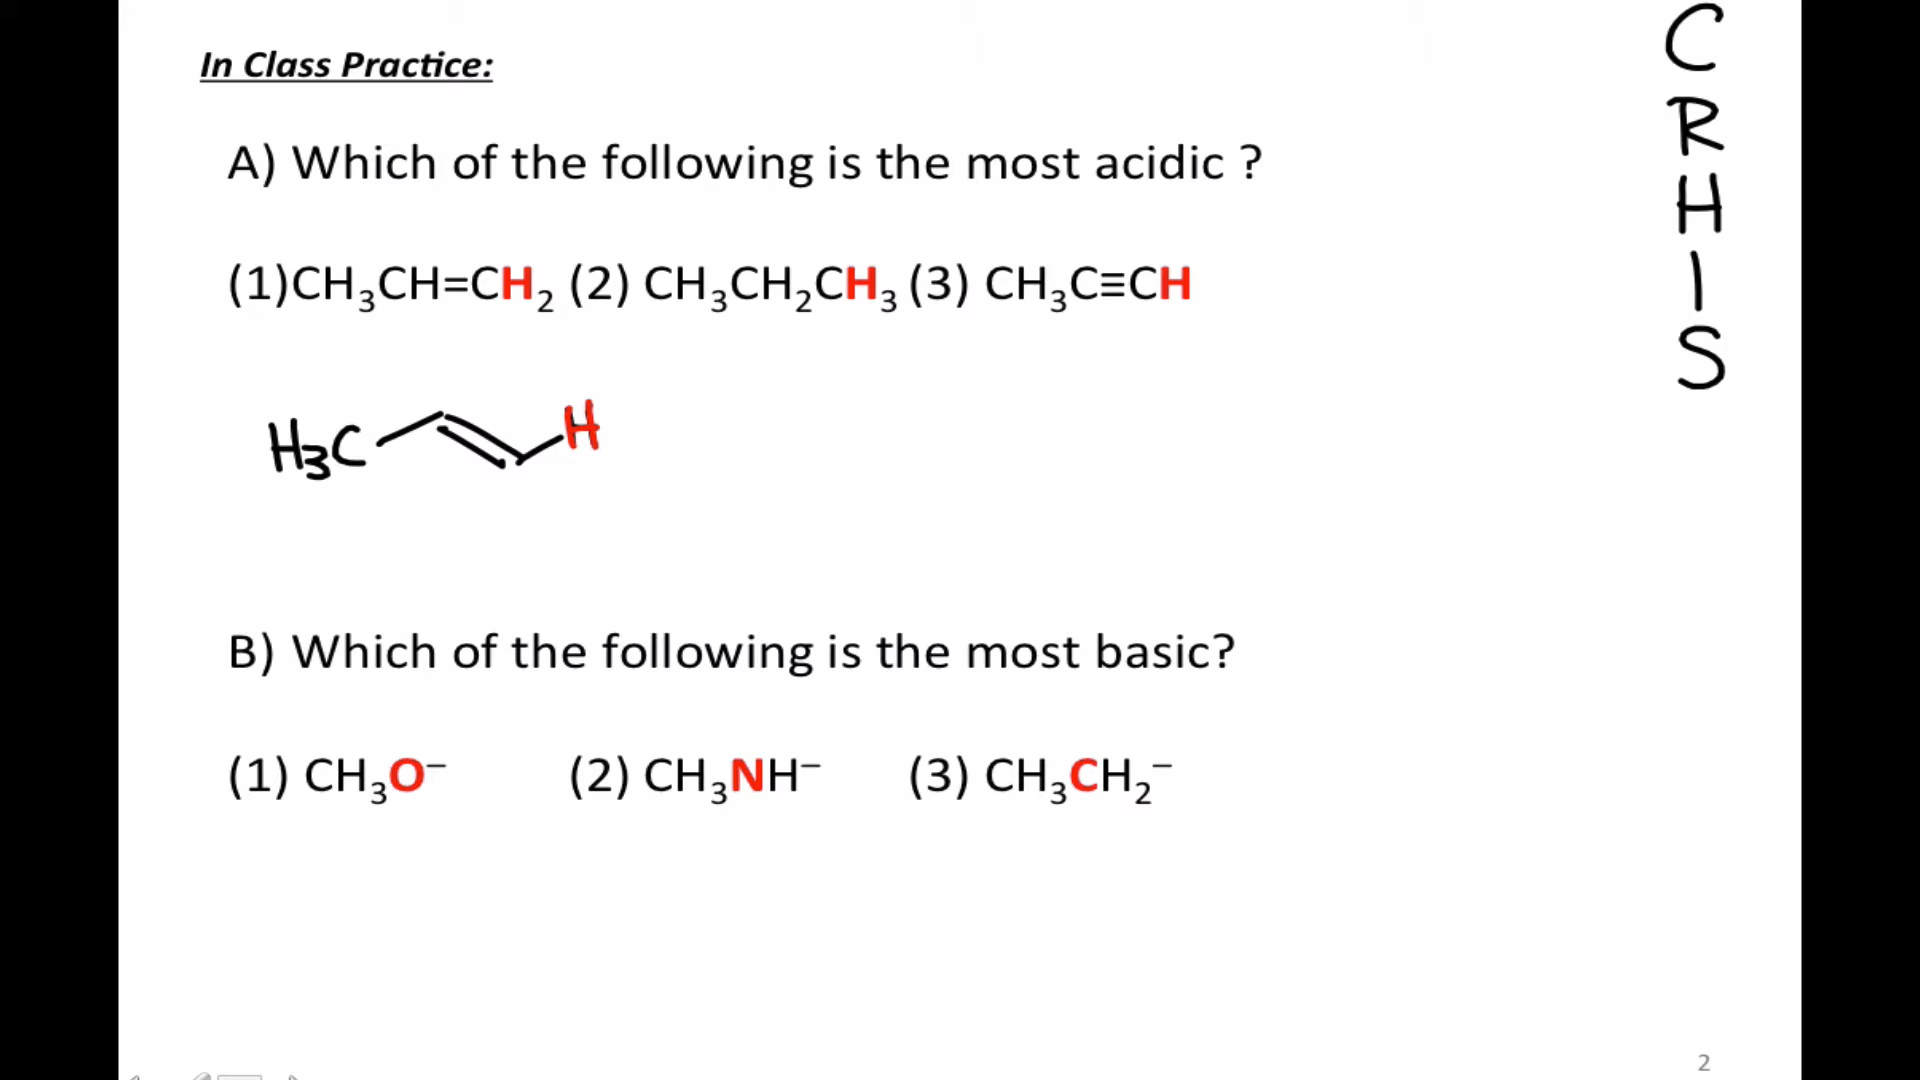 In Class Practice:
A) Which of the following is the most acidic ?
(1)CH₃CH=CH₂ (2) CH₃CH₂CH₃ (3) CH₃C≡CH
H₃C H
B) Which of the following is the most basic?
(1) CH₃O⁻ (2) CH₃NH⁻ (3) CH₃CH₂⁻
C
R
H
I
S
2